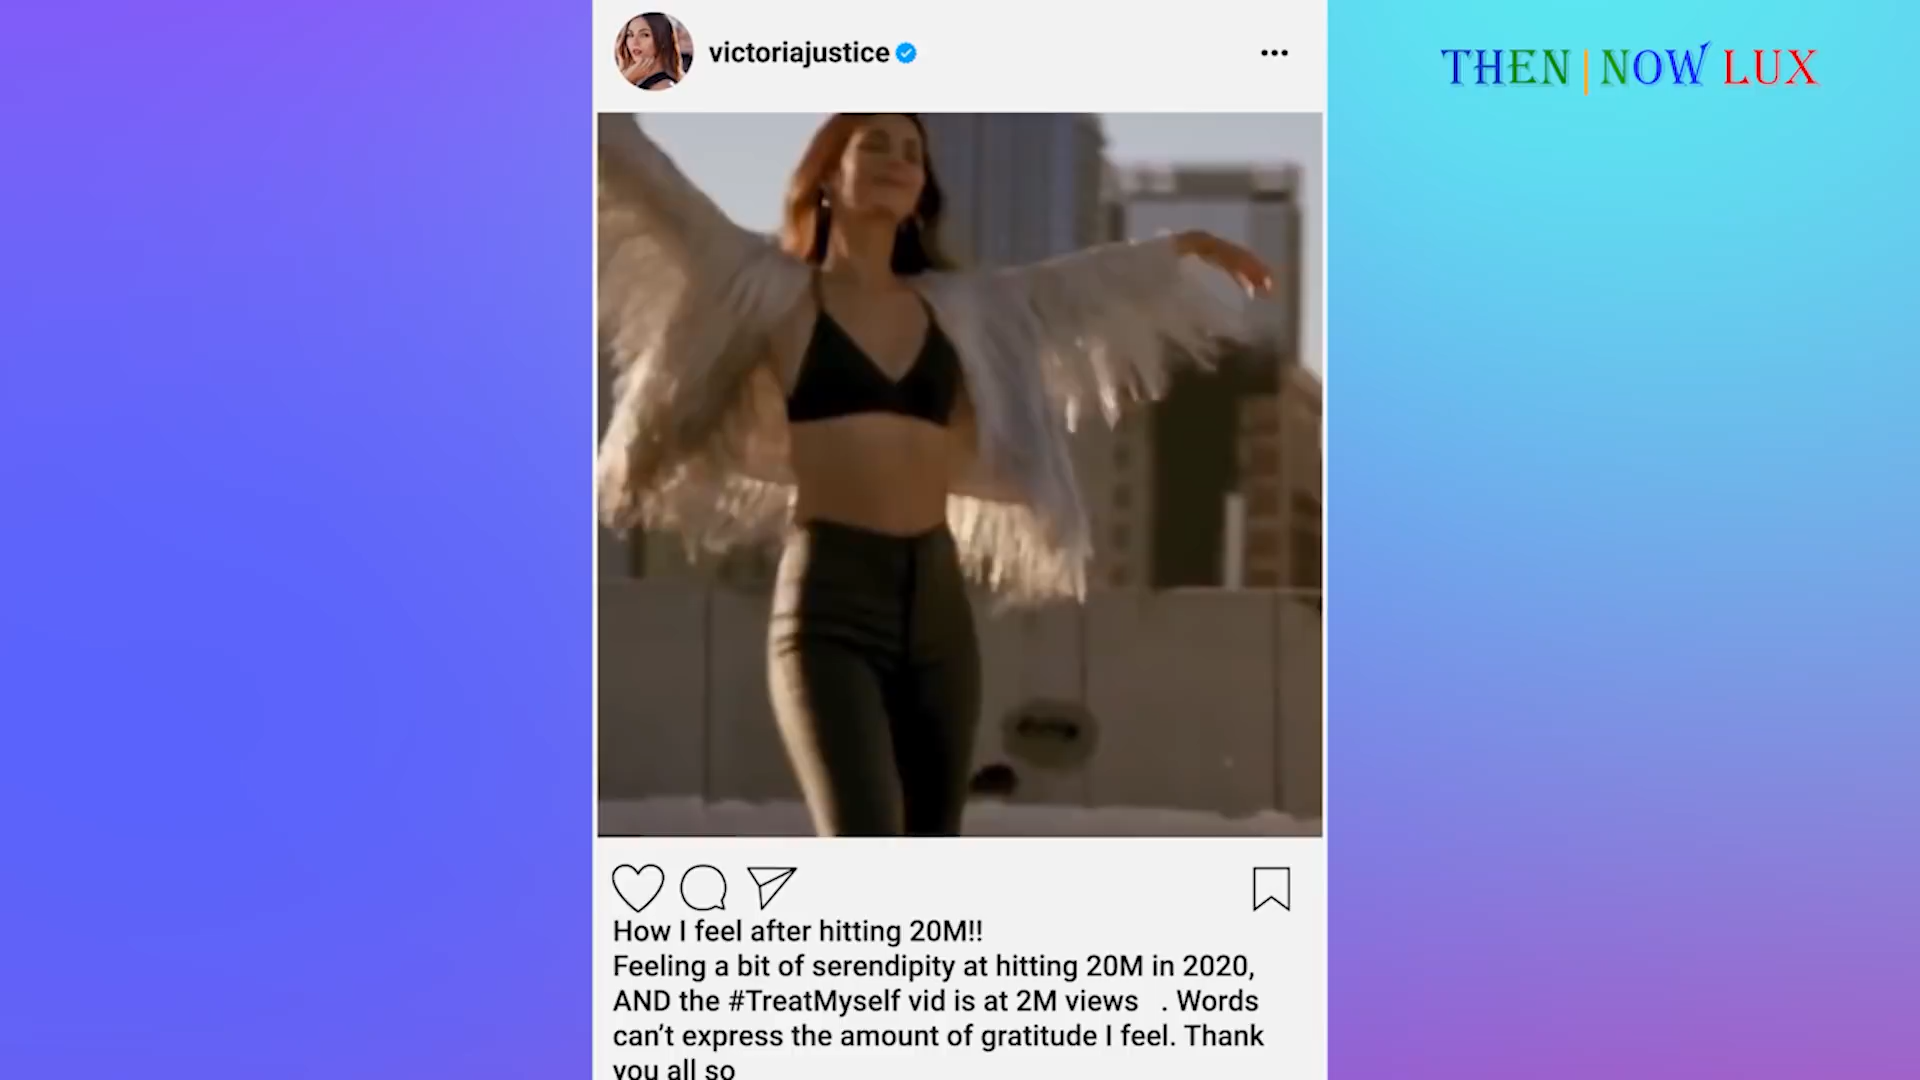 victoriajustice
THEN|NOW LUX
How I feel after hitting 20M!!
Feeling a bit of serendipity at hitting 20M in 2020,
AND the #TreatMyself vid is at 2M views . Words
can’t express the amount of gratitude I feel. Thank
you all so